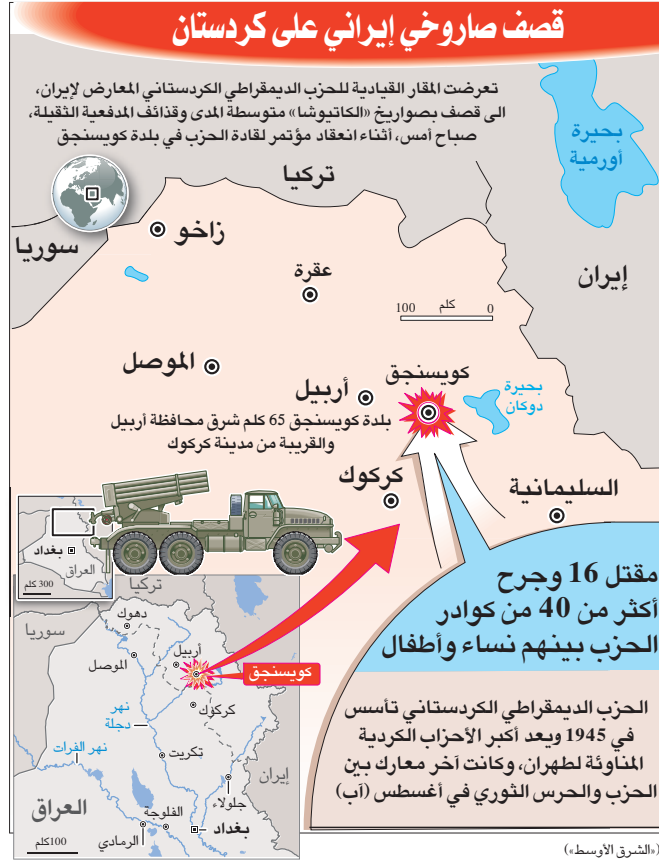 قصف صاروخي إيراني على كردستان
تعرضت المقار القيادية للحزب الديمقراطي الكردستاني المعارض لإيران،
الى قصف بصواريخ «الكاتيوشا» متوسطة المدى وقذائف المدفعية الثقيلة،
صباح أمس، أثناء انعقاد مؤتمر لقادة الحزب في بلدة كويسنجق
بحيرة
أورمية
تركيا
سوريا
زاخو
إيران
عقرة
100 كلم 0
الموصل
كويسنجق
أربيل
بحيرة
دوكان
بلدة كويسنجق 65 كلم شرق محافظة أربيل
والقريبة من مدينة كركوك
كركوك
السليمانية
بغداد
العراق
300 كلم
مقتل 16 وجرح
أكثر من 40 من كوادر
الحزب بينهم نساء وأطفال
تركيا
سوريا
دهوك
أربيل
الموصل
كويسنجق
كركوك
نهر
دجلة
نهر الفرات
تكريت
إيران
جلولاء
العراق
الفلوجة
بغداد
الرمادي
100كلم
الحزب الديمقراطي الكردستاني تأسس
في 1945 ويعد أكبر الأحزاب الكردية
المناوئة لطهران، وكانت آخر معارك بين
الحزب والحرس الثوري في أغسطس (آب)
(«الشرق الأوسط»)